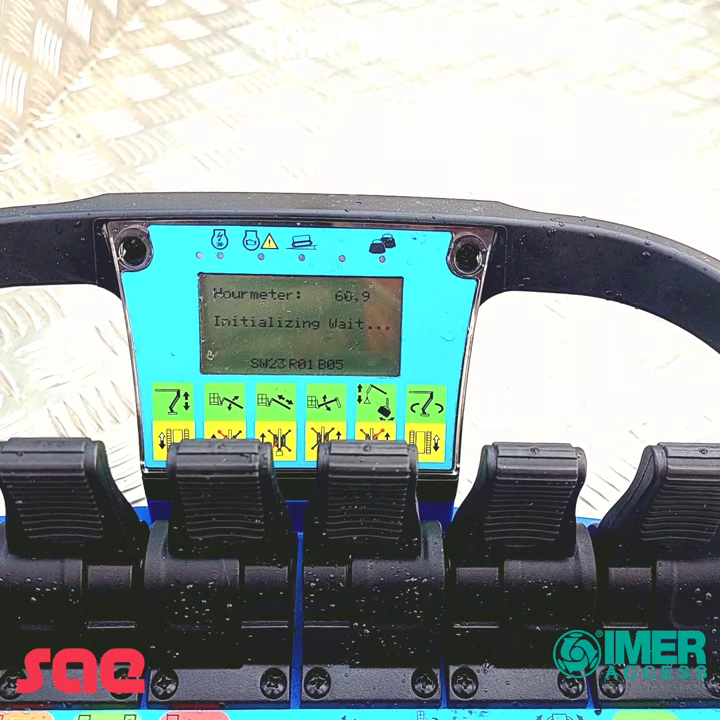 Hourmeter: 60,9
Initializing Wait...
SW23 R01 B05
sae
IMER
ACCESS